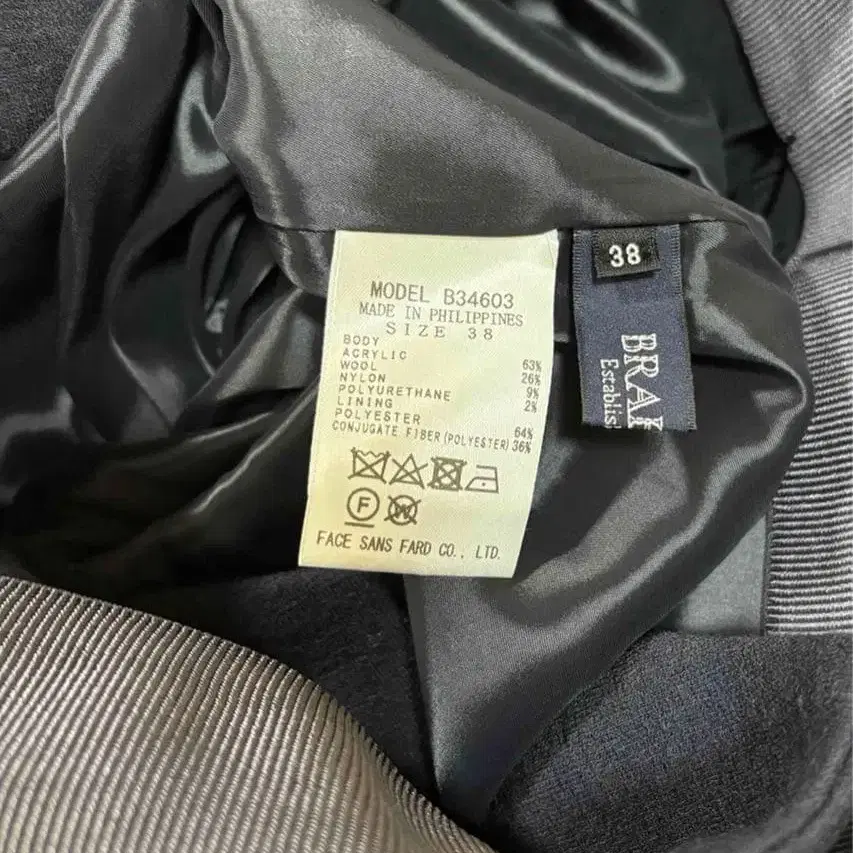 MODEL B34603
MADE IN PHILIPPINES
SIZE 38
BODY
ACRYLIC 63%
WOOL 26%
NYLON 9%
POLYURETHANE 2%
LINING
POLYESTER 64%
CONJUGATE FIBER(POLYESTER) 36%
F W
FACE SANS FARD CO., LTD.
38
BRA
Establis